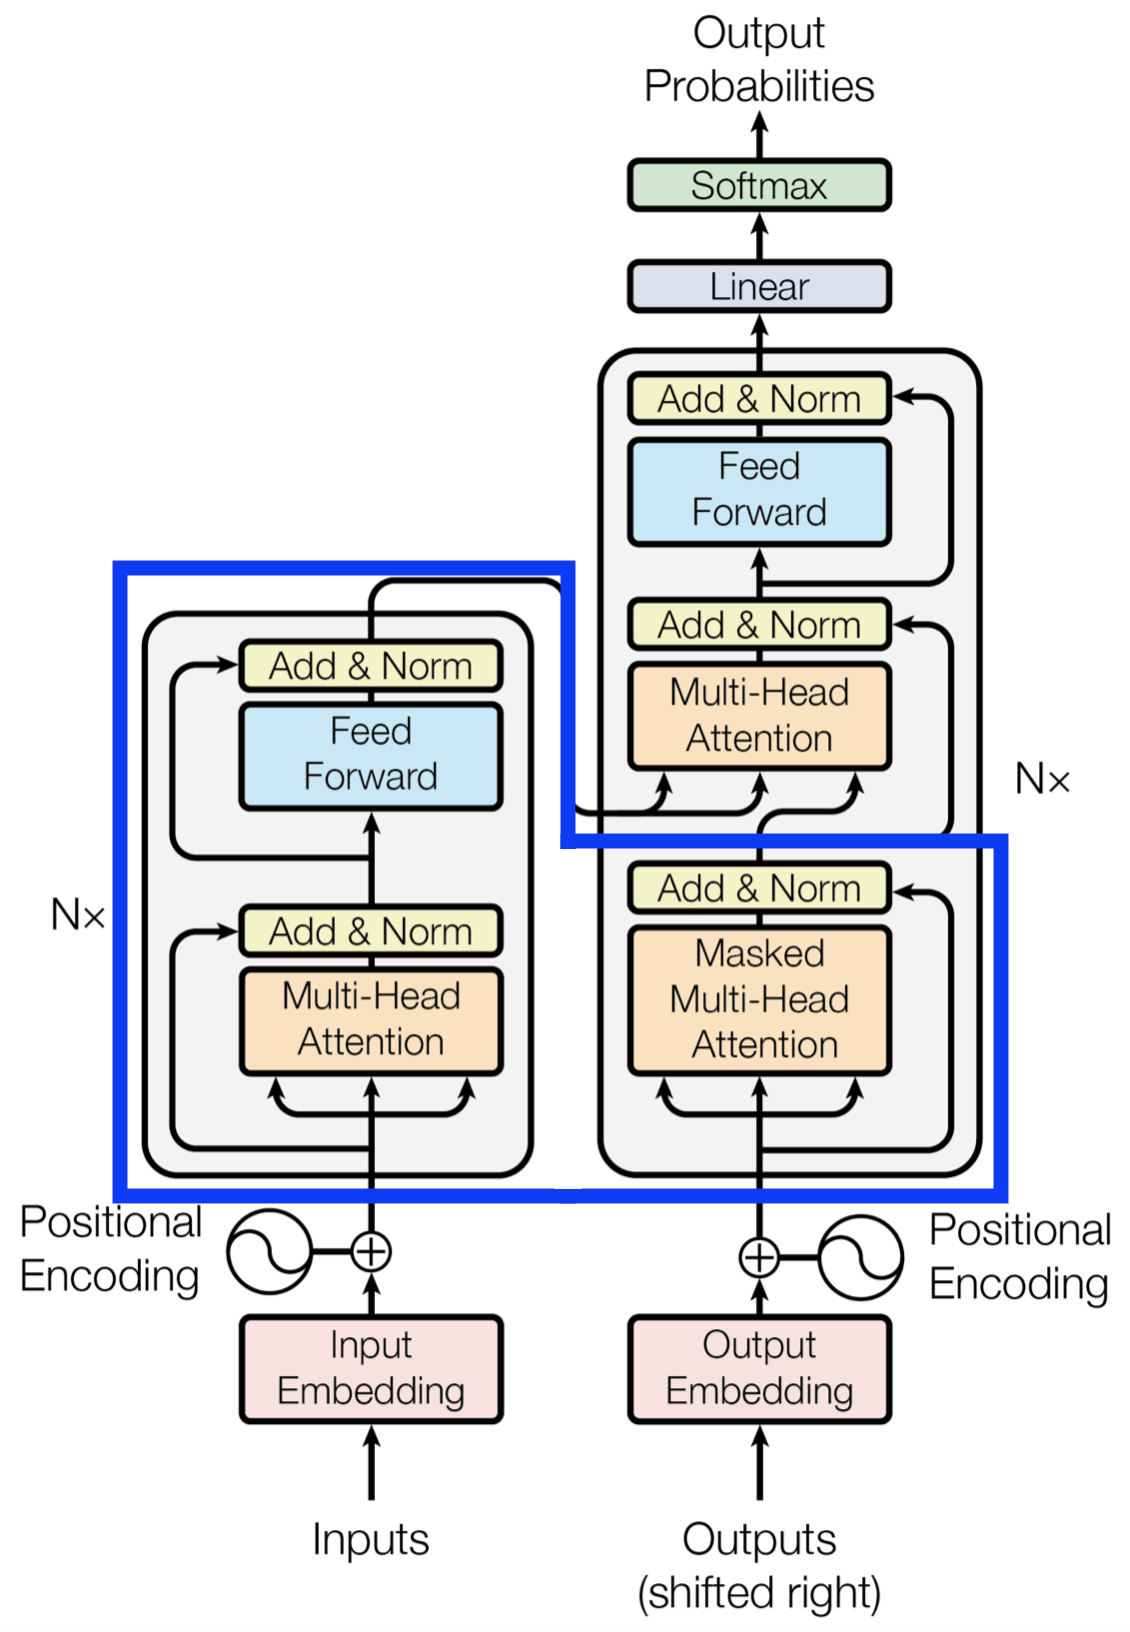 Output
Probabilities
Softmax
Linear
Add & Norm
Feed
Forward
Add & Norm
Multi-Head
Attention
N×
Add & Norm
Masked
Multi-Head
Attention
Add & Norm
Feed
Forward
N×
Add & Norm
Multi-Head
Attention
Positional
Encoding
Positional
Encoding
Input
Embedding
Output
Embedding
Inputs
Outputs
(shifted right)